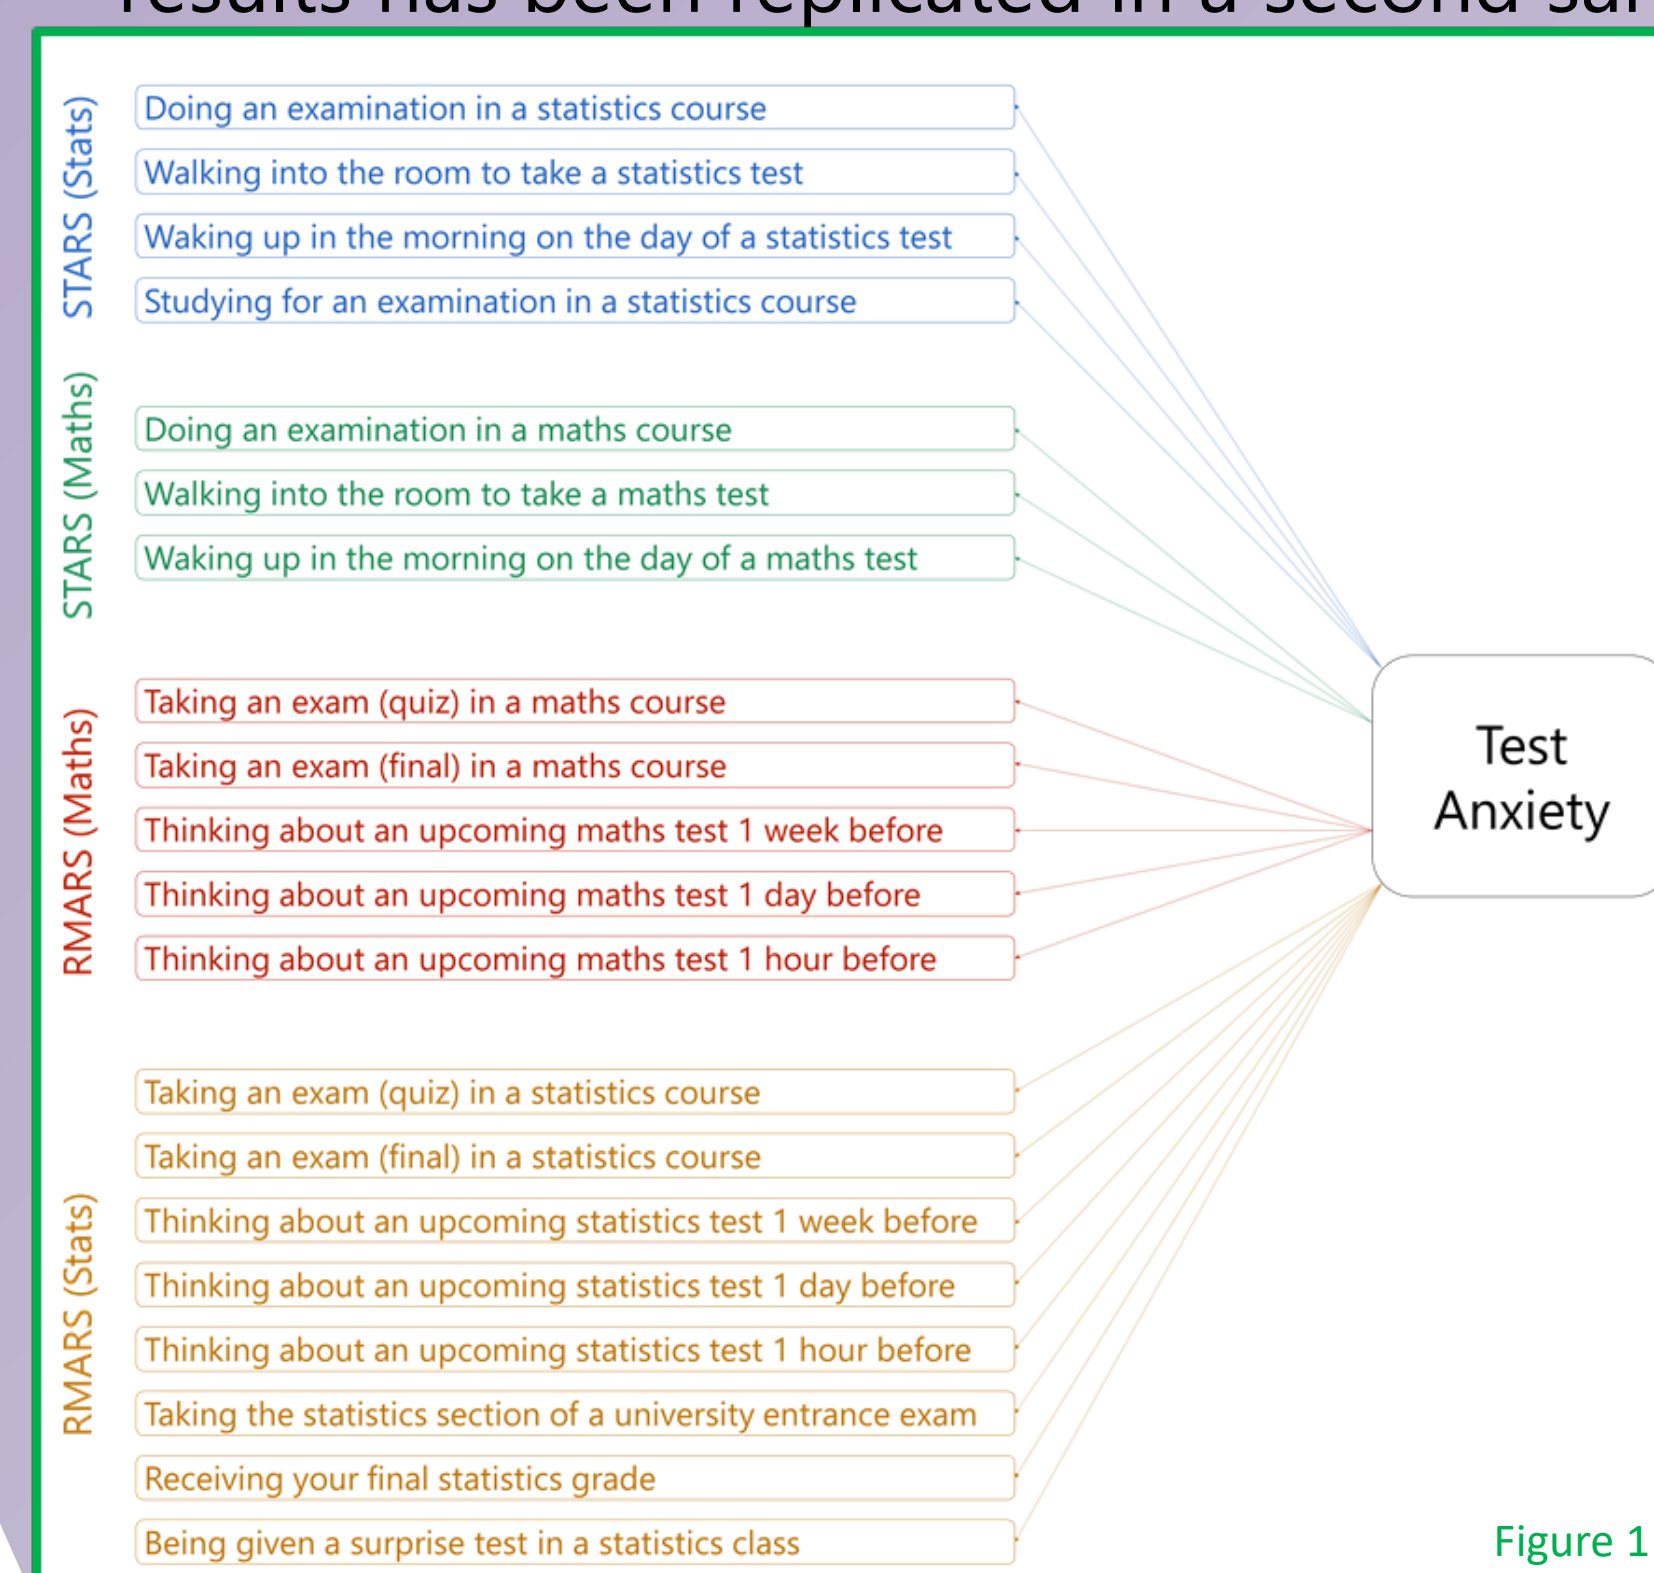 results has been replicated in a second
STARS (Stats)
Doing an examination in a statistics course
Walking into the room to take a statistics test
Waking up in the morning on the day of a statistics test
Studying for an examination in a statistics course
STARS (Maths)
Doing an examination in a maths course
Walking into the room to take a maths test
Waking up in the morning on the day of a maths test
RMARS (Maths)
Taking an exam (quiz) in a maths course
Taking an exam (final) in a maths course
Thinking about an upcoming maths test 1 week before
Thinking about an upcoming maths test 1 day before
Thinking about an upcoming maths test 1 hour before
RMARS (Stats)
Taking an exam (quiz) in a statistics course
Taking an exam (final) in a statistics course
Thinking about an upcoming statistics test 1 week before
Thinking about an upcoming statistics test 1 day before
Thinking about an upcoming statistics test 1 hour before
Taking the statistics section of a university entrance exam
Receiving your final statistics grade
Being given a surprise test in a statistics class
Test
Anxiety
Figure 1